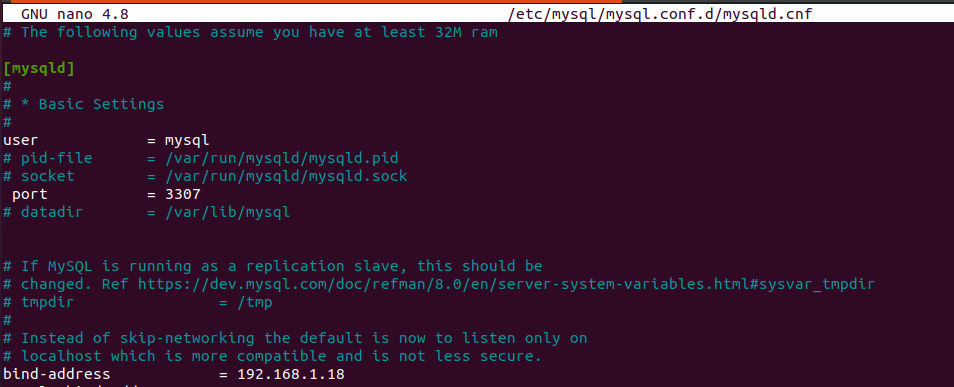 GNU nano 4.8 /etc/mysql/mysql.conf.d/mysqld.cnf
# The following values assume you have at least 32M ram
[mysqld]
#
# * Basic Settings
#
user = mysql
# pid-file = /var/run/mysqld/mysqld.pid
# socket = /var/run/mysqld/mysqld.sock
port = 3307
# datadir = /var/lib/mysql
# If MySQL is running as a replication slave, this should be
# changed. Ref https://dev.mysql.com/doc/refman/8.0/en/server-system-variables.html#sysvar_tmpdir
# tmpdir = /tmp
#
# Instead of skip-networking the default is now to listen only on
# localhost which is more compatible and is not less secure.
bind-address = 192.168.1.18